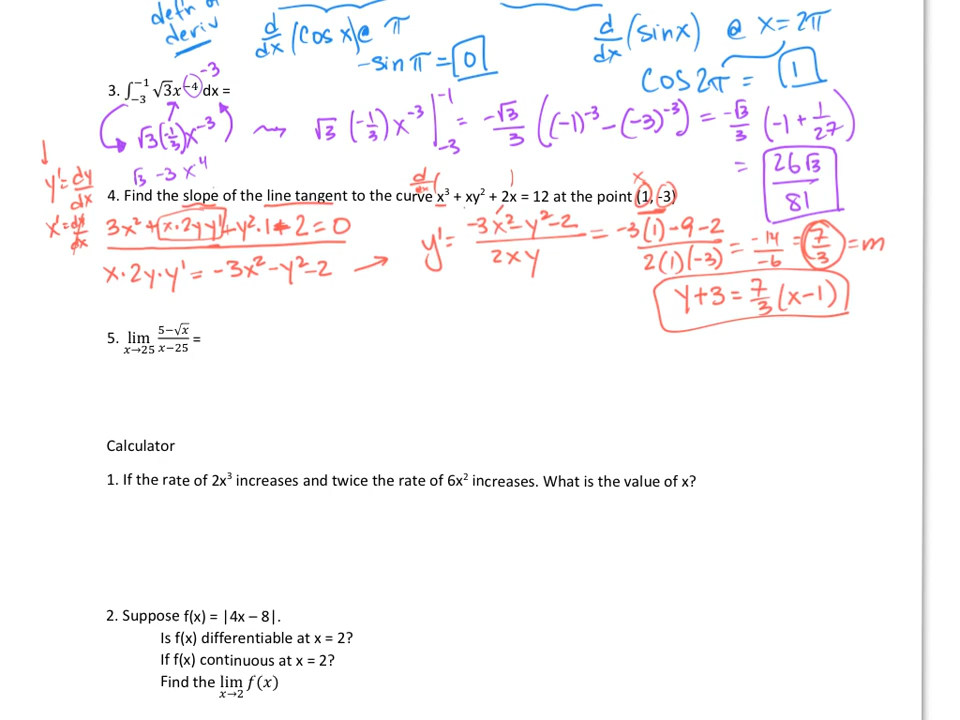 defn of
deriv
d/dx (cos x)@ π
-sin π = 0
d/dx (sin x) @ x = 2π
cos 2π = 1
3. ∫₋₃⁻¹ √3x⁻⁴ dx =
-3
√3(-1/3 x⁻³) ⇝ √3 (-1/3) x⁻³ |₋₃⁻¹ = -√3/3 ((-1)⁻³ - (-3)⁻³) = -√3/3 (-1 + 1/27)
√3 -3 x⁴
= 26√3/81
y' = dy/dx
x' = dx/dx
d/dx (
4. Find the slope of the line tangent to the curve x³ + xy² + 2x = 12 at the point (1, -3)
3x² + x·2yy' + y²·1 + 2 = 0
x·2y·y' = -3x² - y² - 2 → y' = -3x² - y² - 2 / 2xy = -3(1) - 9 - 2 / 2(1)(-3) = -14/-6 = 7/3 = m
y + 3 = 7/3 (x - 1)
5. lim x→25 5−√x / x−25 =
Calculator
1. If the rate of 2x³ increases and twice the rate of 6x² increases. What is the value of x?
2. Suppose f(x) = |4x – 8|.
Is f(x) differentiable at x = 2?
If f(x) continuous at x = 2?
Find the lim x→2 f(x)